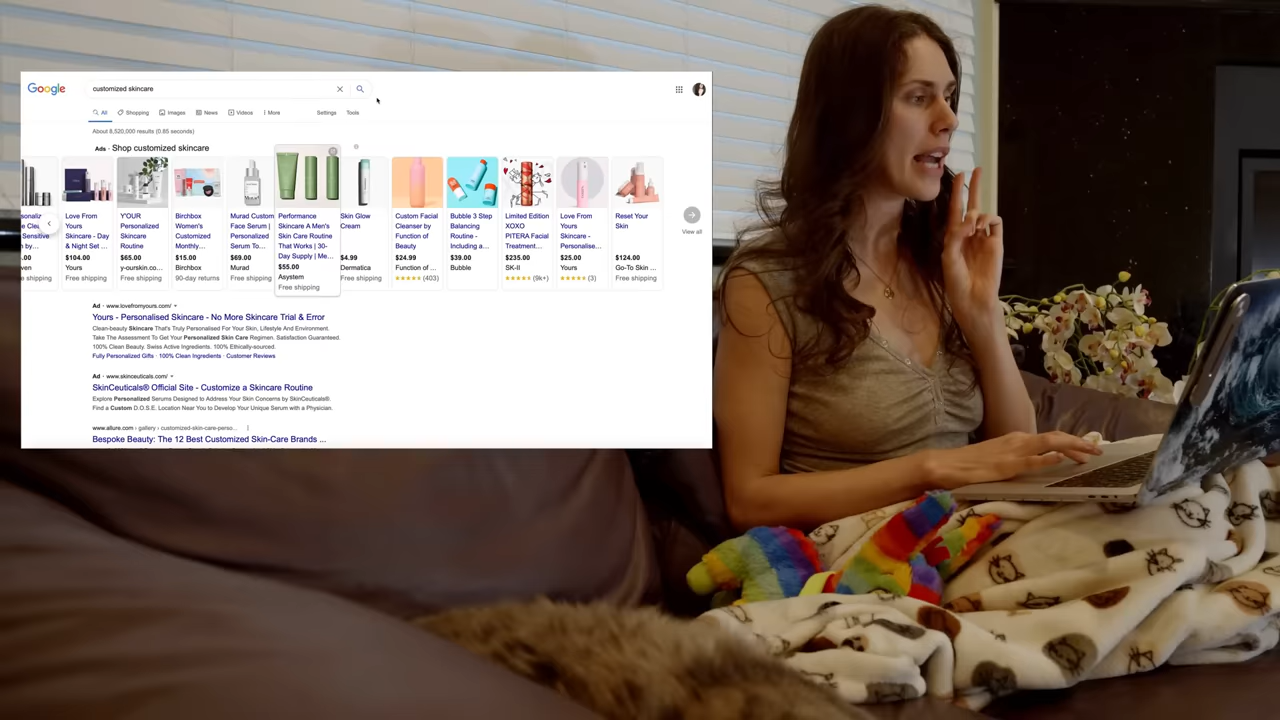 Google
customized skincare
All Shopping Images News Videos More Settings Tools
About 8,520,000 results (0.85 seconds)
Ads · Shop customized skincare
Love From
Yours
Skincare - Day
& Night Set ...
$104.00
Yours
Free shipping
Y'OUR
Personalized
Skincare
Routine
$65.00
y-ourskin.co...
Free shipping
Birchbox
Women's
Customized
Monthly...
$15.00
Birchbox
90-day returns
Murad Custom
Face Serum |
Personalized
Serum To...
$69.00
Murad
Free shipping
Performance
Skincare A Men's
Skin Care Routine
That Works | 30-
Day Supply | Me...
$55.00
Asystem
Free shipping
Skin Glow
Cream
$4.99
Dermatica
Free shipping
Custom Facial
Cleanser by
Function of
Beauty
$24.99
Function of ...
(403)
Bubble 3 Step
Balancing
Routine -
Including a...
$39.00
Bubble
Limited Edition
XOXO
PITERA Facial
Treatment...
$235.00
SK-II
(9k+)
Love From
Yours
Skincare -
Personalise...
$25.00
Yours
(3)
Reset Your
Skin
$124.00
Go-To Skin ...
Free shipping
View all
Ad · www.lovefromyours.com/
Yours - Personalised Skincare - No More Skincare Trial & Error
Clean-beauty Skincare That's Truly Personalised For Your Skin, Lifestyle And Environment.
Take The Assessment To Get Your Personalized Skin Care Regimen. Satisfaction Guaranteed.
100% Clean Beauty. Swiss Active Ingredients. 100% Ethically-sourced.
Fully Personalized Gifts · 100% Clean Ingredients · Customer Reviews
Ad · www.skinceuticals.com/
SkinCeuticals® Official Site - Customize a Skincare Routine
Explore Personalized Serums Designed to Address Your Skin Concerns by SkinCeuticals®.
Find a Custom D.O.S.E. Location Near You to Develop Your Unique Serum with a Physician.
www.allure.com › gallery › customized-skin-care-perso...
Bespoke Beauty: The 12 Best Customized Skin-Care Brands ...